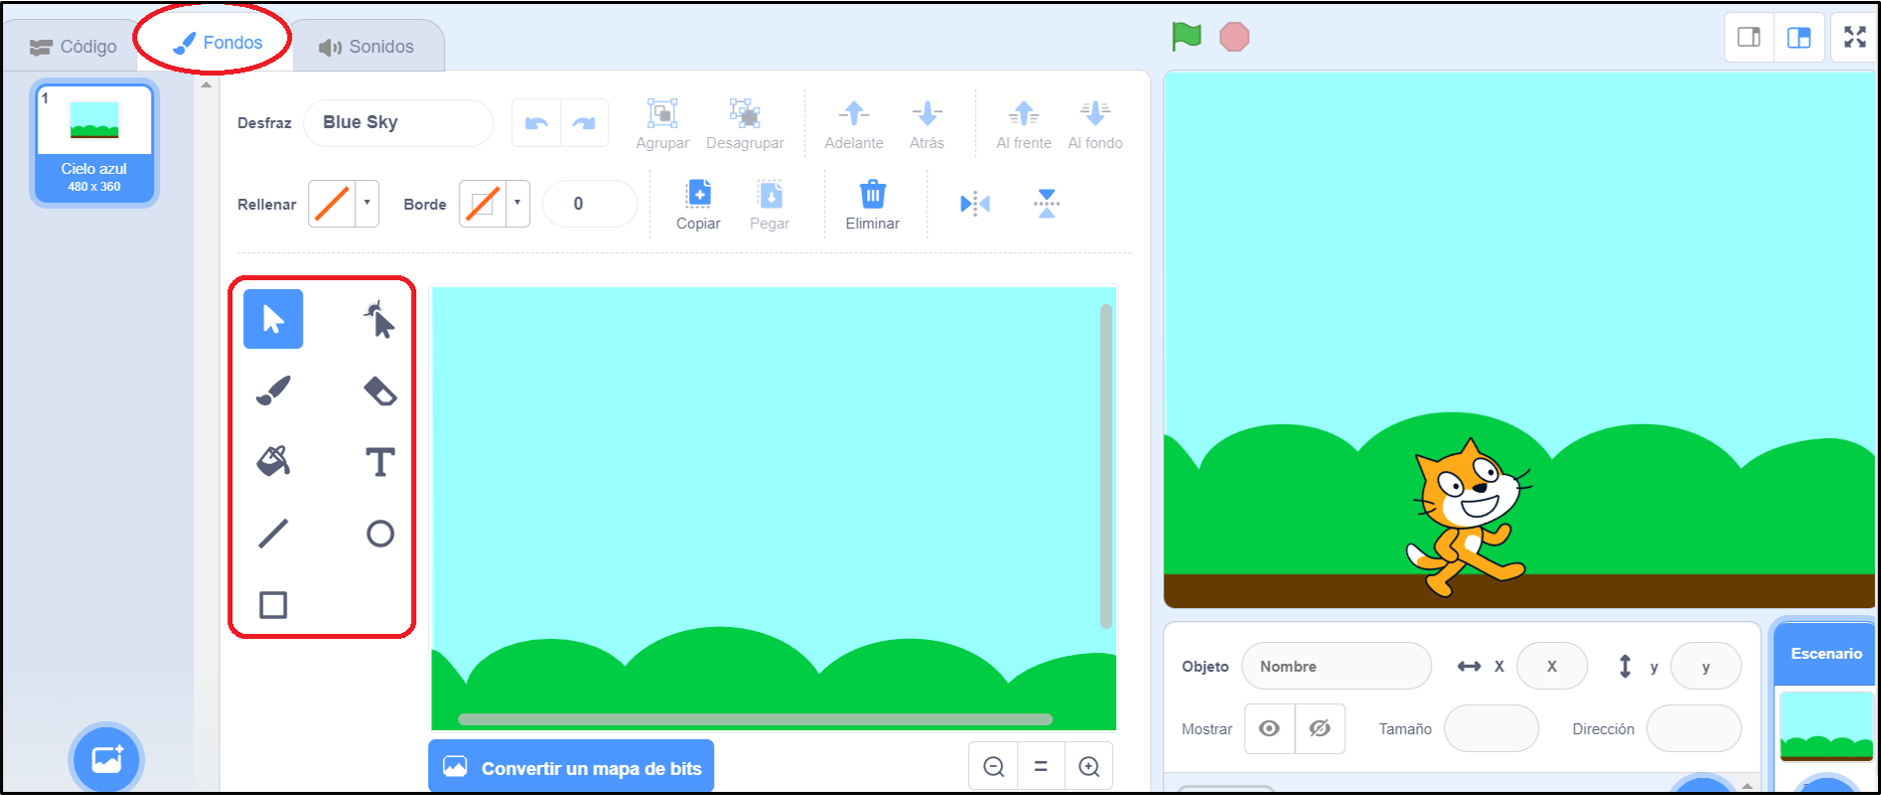 Código
Fondos
Sonidos
1
Cielo azul
480 x 360
Desfraz
Blue Sky
Agrupar
Desagrupar
Adelante
Atrás
Al frente
Al fondo
Rellenar
Borde
0
Copiar
Pegar
Eliminar
T
Convertir un mapa de bits
=
Objeto
Nombre
X
X
y
y
Mostrar
Tamaño
Dirección
Escenario